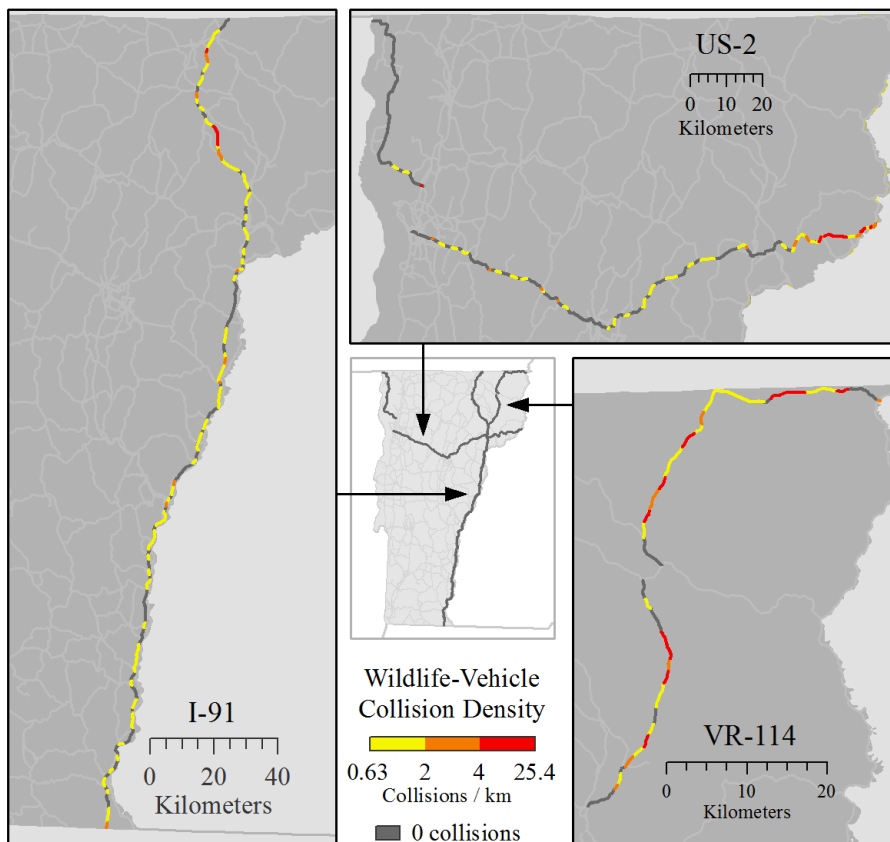 I-91
0 20 40
Kilometers
US-2
0 10 20
Kilometers
Wildlife-Vehicle
Collision Density
0.63 2 4 25.4
Collisions / km
0 collisions
VR-114
0 10 20
Kilometers